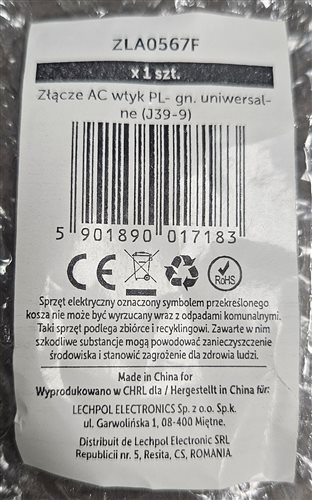 ZLA0567F
x 1 szt.
Złącze AC wtyk PL- gn. uniwersal-
ne (J39-9)
5 901890 017183
CE RoHS
Sprzęt elektryczny oznaczony symbolem przekreślonego
kosza nie może być wyrzucany wraz z odpadami komunalnymi.
Taki sprzęt podlega zbiórce i recyklingowi. Zawarte w nim
szkodliwe substancje mogą powodować zanieczyszczenie
środowiska i stanowić zagrożenie dla zdrowia ludzi.
Made in China for
Wyprodukowano w CHRL dla / Hergestellt in China für:
LECHPOL ELECTRONICS Sp. z o.o. Sp.k.
ul. Garwolińska 1, 08-400 Miętne.
Distribuit de Lechpol Electronic SRL
Republicii nr. 5, Resita, CS, ROMANIA.